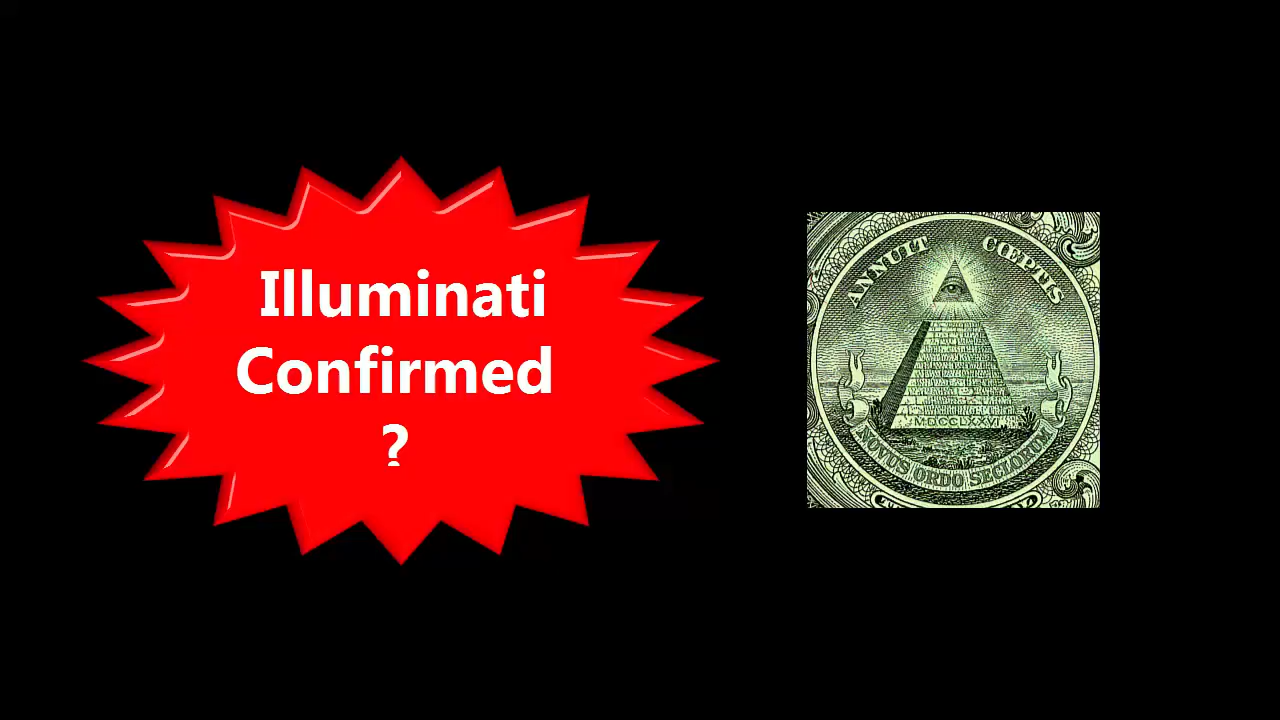 Illuminati
Confirmed
?
ANNUIT CŒPTIS
MDCCLXXVI
NOVUS ORDO SECLORUM